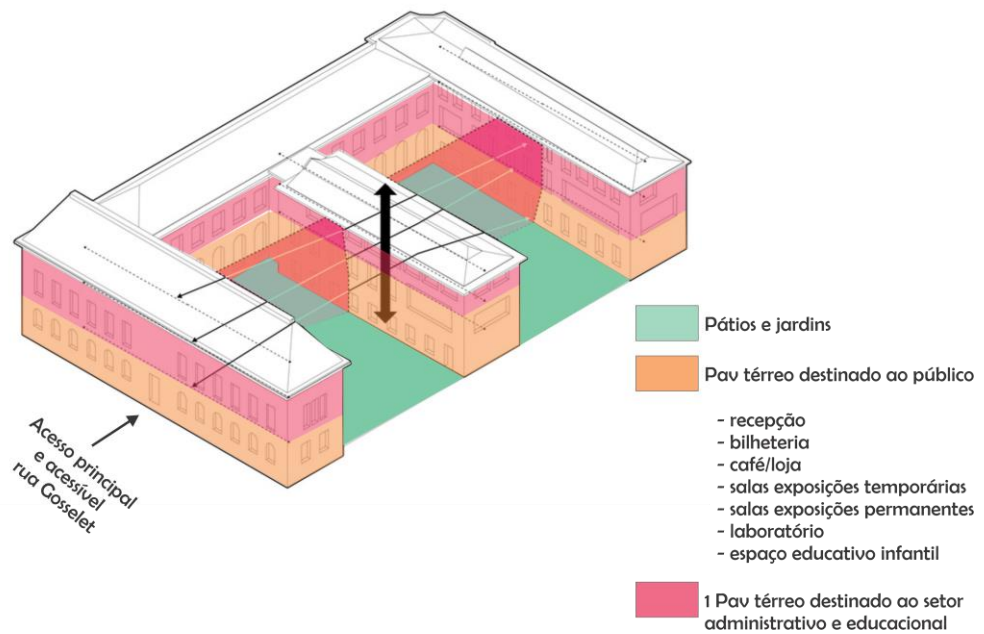 Acesso principal
e acessível
rua Gosselet
Pátios e jardins
Pav térreo destinado ao público
- recepção
- bilheteria
- café/loja
- salas exposições temporárias
- salas exposições permanentes
- laboratório
- espaço educativo infantil
1 Pav térreo destinado ao setor
administrativo e educacional